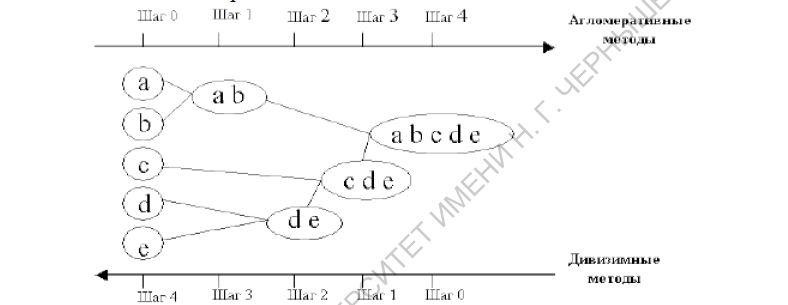 Шаг 0 Шаг 1 Шаг 2 Шаг 3 Шаг 4
Агломеративные
методы
a
a b
b
a b c d e
c
c d e
d
d e
e
Дивизимные
методы
Шаг 4 Шаг 3 Шаг 2 Шаг 1 Шаг 0
ИМЕНИ Н. Г.